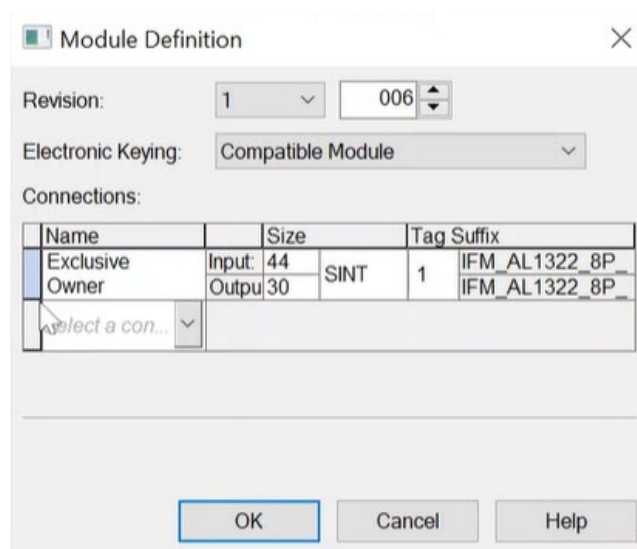 Module Definition
Revision: 1 006
Electronic Keying: Compatible Module
Connections:
Name Size Tag Suffix
Exclusive Owner Input: 44 SINT 1 IFM_AL1322_8P_
Outpu 30 IFM_AL1322_8P_
Select a con...
OK Cancel Help